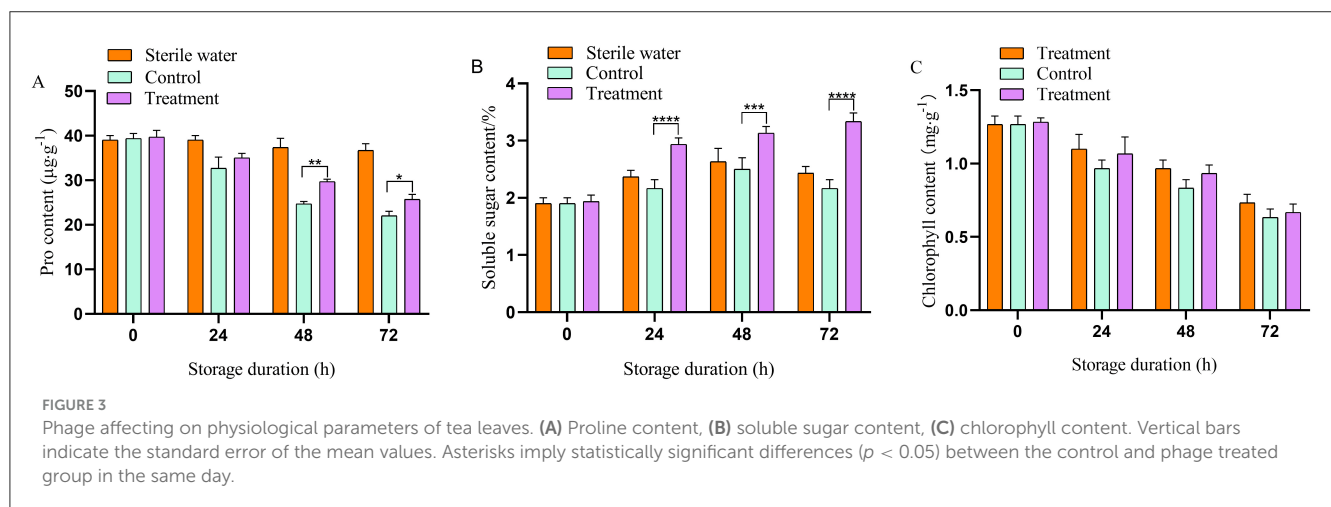 A
Sterile water
Control
Treatment
Pro content (μg·g-1)
50
40
30
20
10
0
**
*
0 24 48 72
Storage duration (h)
B
Sterile water
Control
Treatment
Soluble sugar content/%
4
3
2
1
0
****
***
****
0 24 48 72
Storage duration (h)
C
Treatment
Control
Treatment
Chlorophyll content (mg·g-1)
1.5
1.0
0.5
0.0
0 24 48 72
Storage duration (h)
FIGURE 3
Phage affecting on physiological parameters of tea leaves. (A) Proline content, (B) soluble sugar content, (C) chlorophyll content. Vertical bars
indicate the standard error of the mean values. Asterisks imply statistically significant differences (p < 0.05) between the control and phage treated
group in the same day.